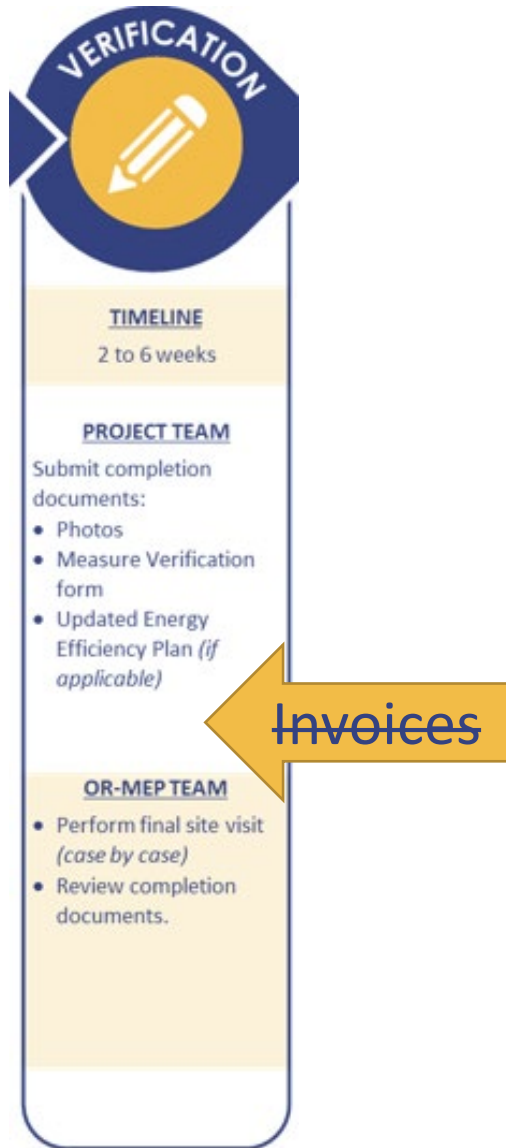 VERIFICATION
TIMELINE
2 to 6 weeks
PROJECT TEAM
Submit completion
documents:
• Photos
• Measure Verification
form
• Updated Energy
Efficiency Plan (if
applicable)
Invoices
OR-MEP TEAM
• Perform final site visit
(case by case)
• Review completion
documents.